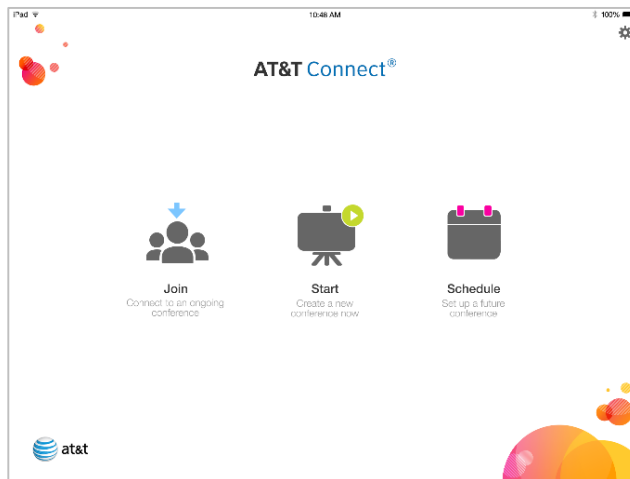 iPad 10:48 AM 100%
AT&T Connect®
Join Start Schedule
Connect to an ongoing Create a new Set up a future
conference conference now conference
at&t